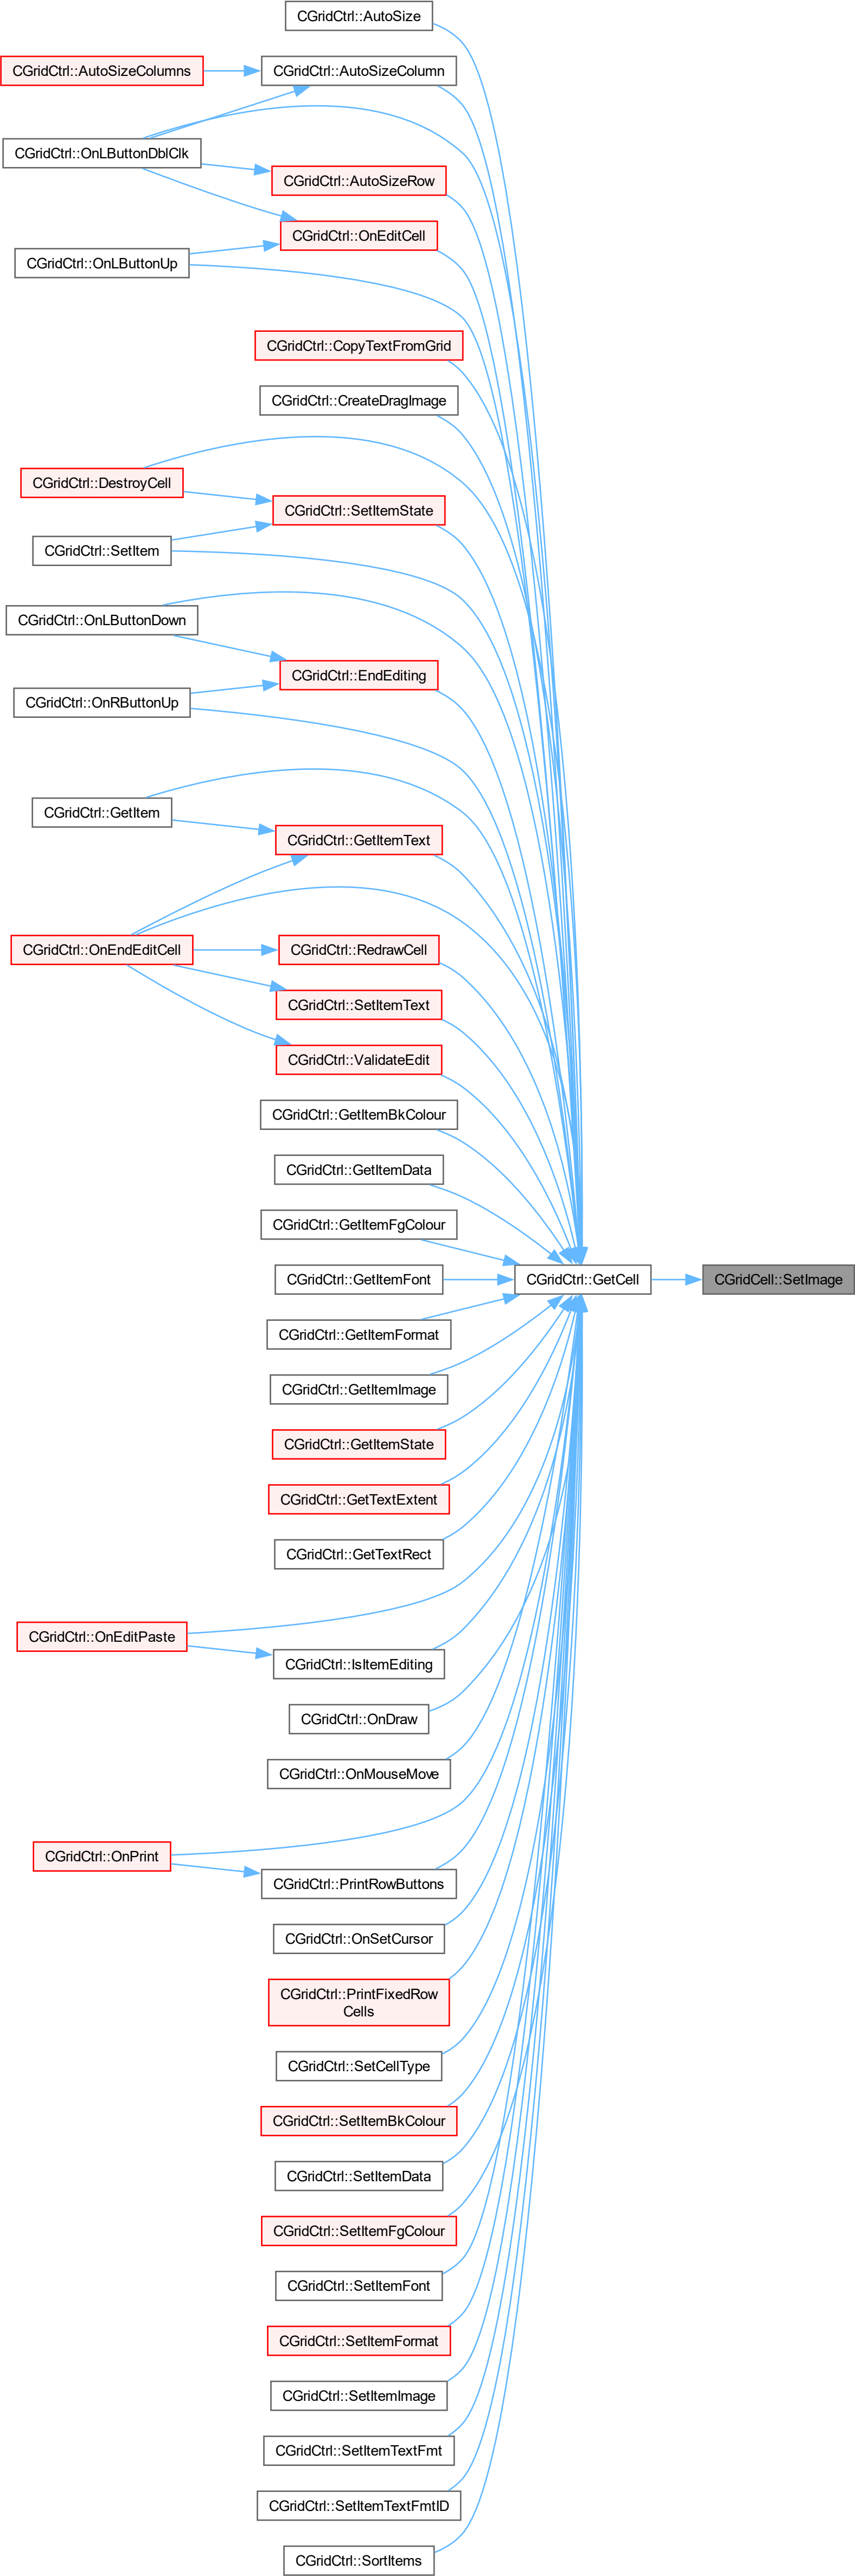 CGridCtrl::AutoSize
CGridCtrl::AutoSizeColumns
CGridCtrl::AutoSizeColumn
CGridCtrl::OnLButtonDblClk
CGridCtrl::AutoSizeRow
CGridCtrl::OnEditCell
CGridCtrl::OnLButtonUp
CGridCtrl::CopyTextFromGrid
CGridCtrl::CreateDragImage
CGridCtrl::DestroyCell
CGridCtrl::SetItemState
CGridCtrl::SetItem
CGridCtrl::OnLButtonDown
CGridCtrl::EndEditing
CGridCtrl::OnRButtonUp
CGridCtrl::GetItem
CGridCtrl::GetItemText
CGridCtrl::OnEndEditCell
CGridCtrl::RedrawCell
CGridCtrl::SetItemText
CGridCtrl::ValidateEdit
CGridCtrl::GetItemBkColour
CGridCtrl::GetItemData
CGridCtrl::GetItemFgColour
CGridCtrl::GetItemFont
CGridCtrl::GetCell
CGridCell::SetImage
CGridCtrl::GetItemFormat
CGridCtrl::GetItemImage
CGridCtrl::GetItemState
CGridCtrl::GetTextExtent
CGridCtrl::GetTextRect
CGridCtrl::OnEditPaste
CGridCtrl::IsItemEditing
CGridCtrl::OnDraw
CGridCtrl::OnMouseMove
CGridCtrl::OnPrint
CGridCtrl::PrintRowButtons
CGridCtrl::OnSetCursor
CGridCtrl::PrintFixedRow
Cells
CGridCtrl::SetCellType
CGridCtrl::SetItemBkColour
CGridCtrl::SetItemData
CGridCtrl::SetItemFgColour
CGridCtrl::SetItemFont
CGridCtrl::SetItemFormat
CGridCtrl::SetItemImage
CGridCtrl::SetItemTextFmt
CGridCtrl::SetItemTextFmtID
CGridCtrl::SortItems